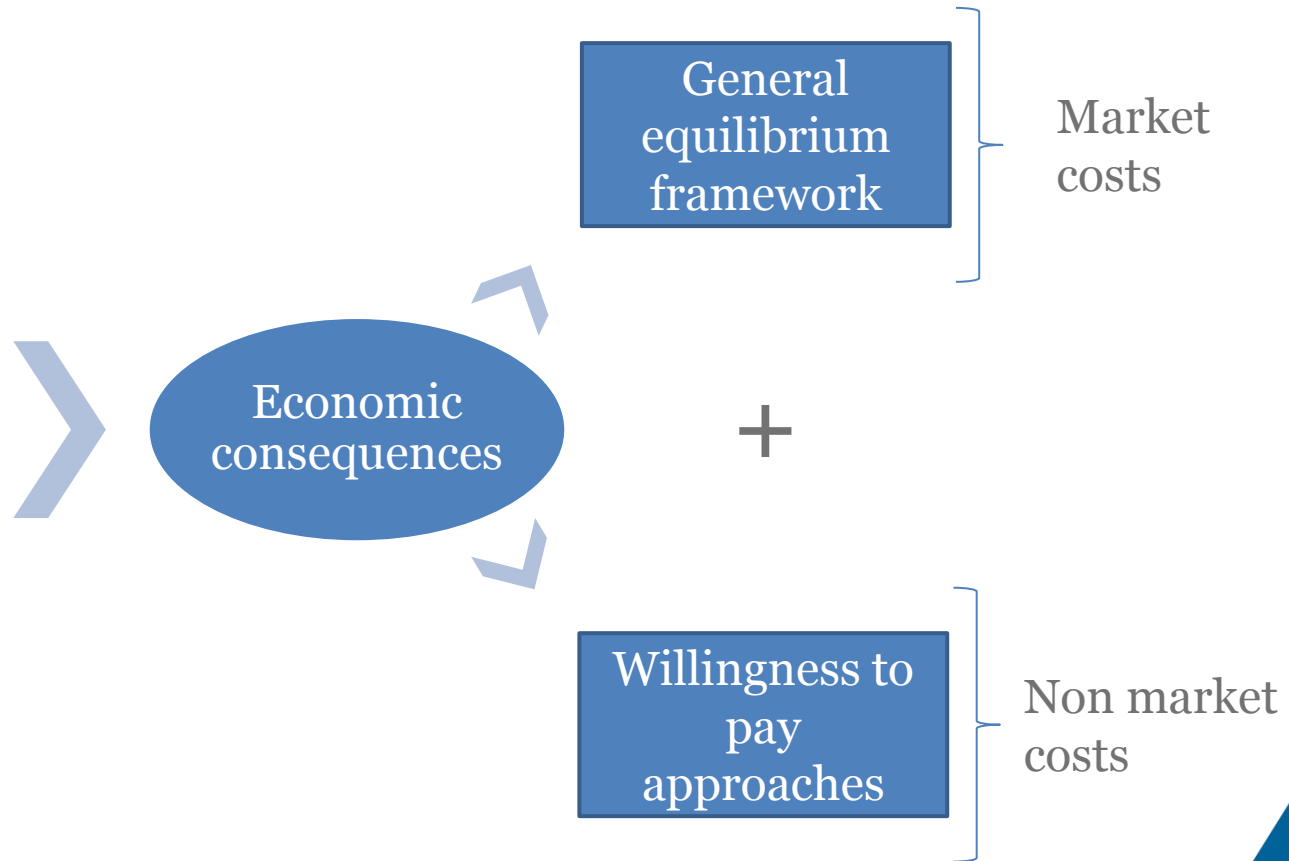 General
equilibrium
framework
Market
costs
Economic
consequences
+
Willingness to
pay
approaches
Non market
costs